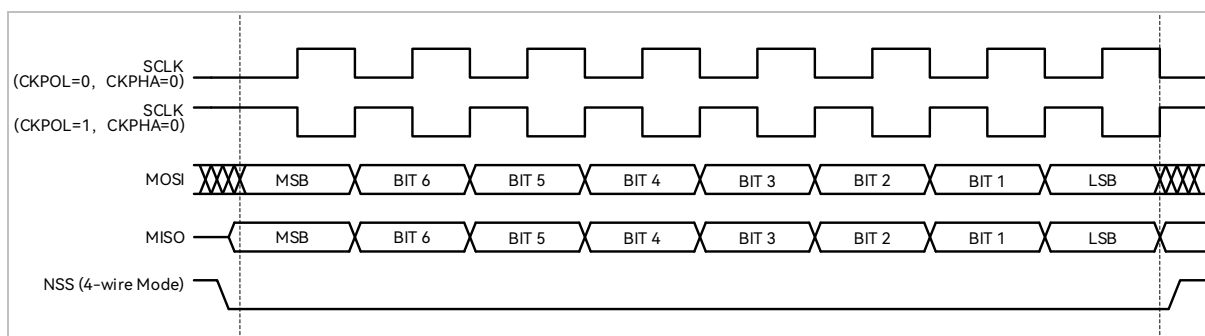 SCLK
(CKPOL=0, CKPHA=0)
SCLK
(CKPOL=1, CKPHA=0)
MOSI MSB BIT 6 BIT 5 BIT 4 BIT 3 BIT 2 BIT 1 LSB
MISO MSB BIT 6 BIT 5 BIT 4 BIT 3 BIT 2 BIT 1 LSB
NSS (4-wire Mode)